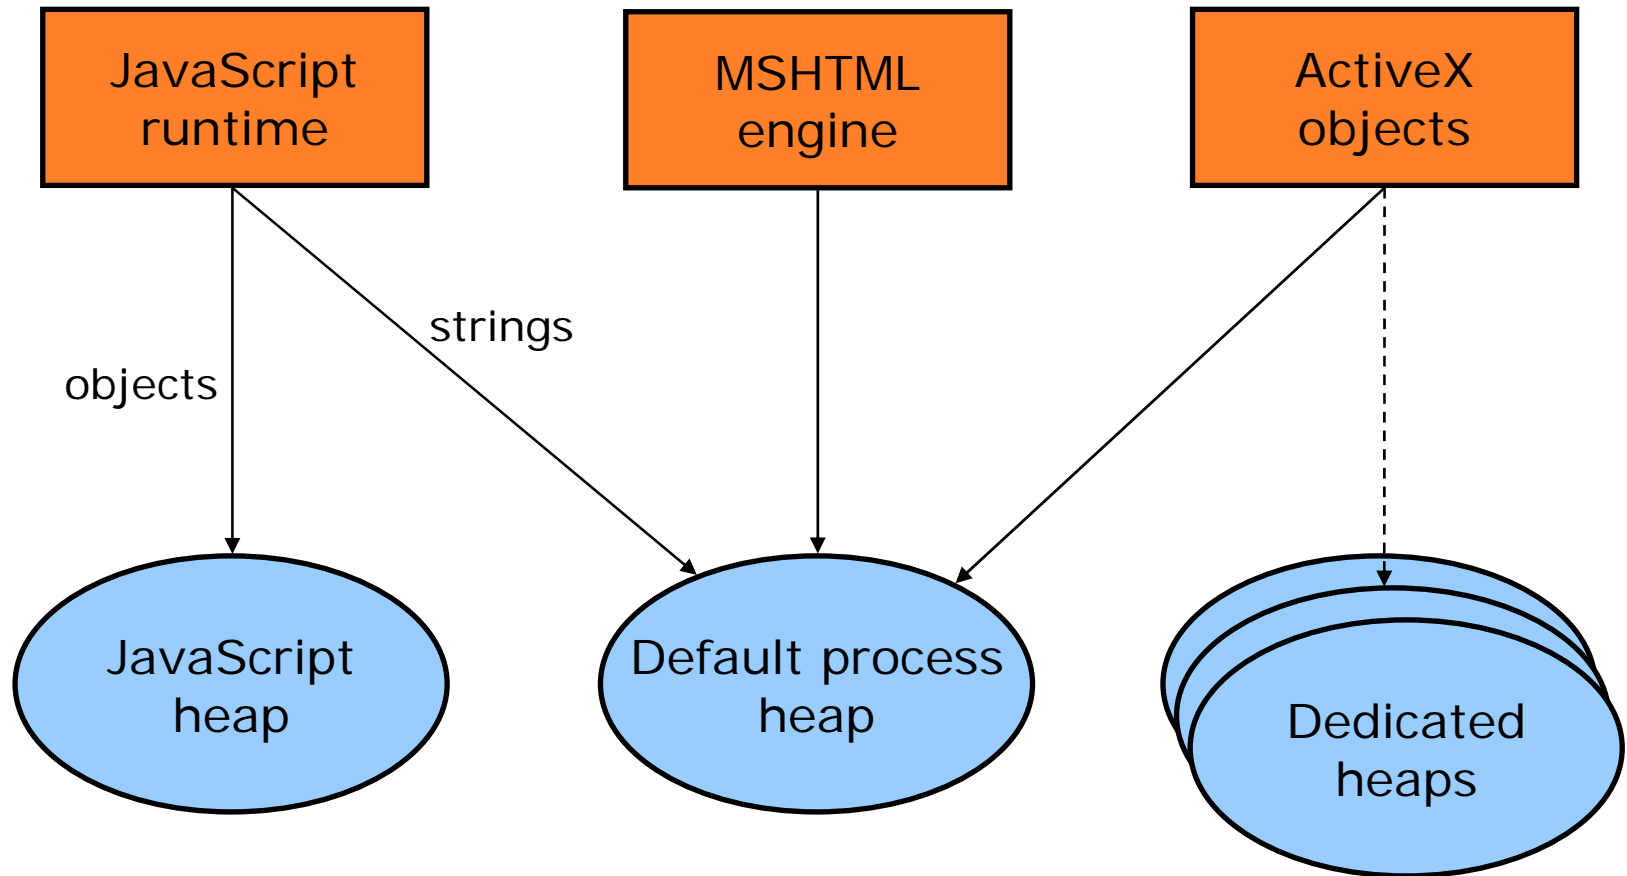 JavaScript
runtime
MSHTML
engine
ActiveX
objects
strings
objects
JavaScript
heap
Default process
heap
Dedicated
heaps